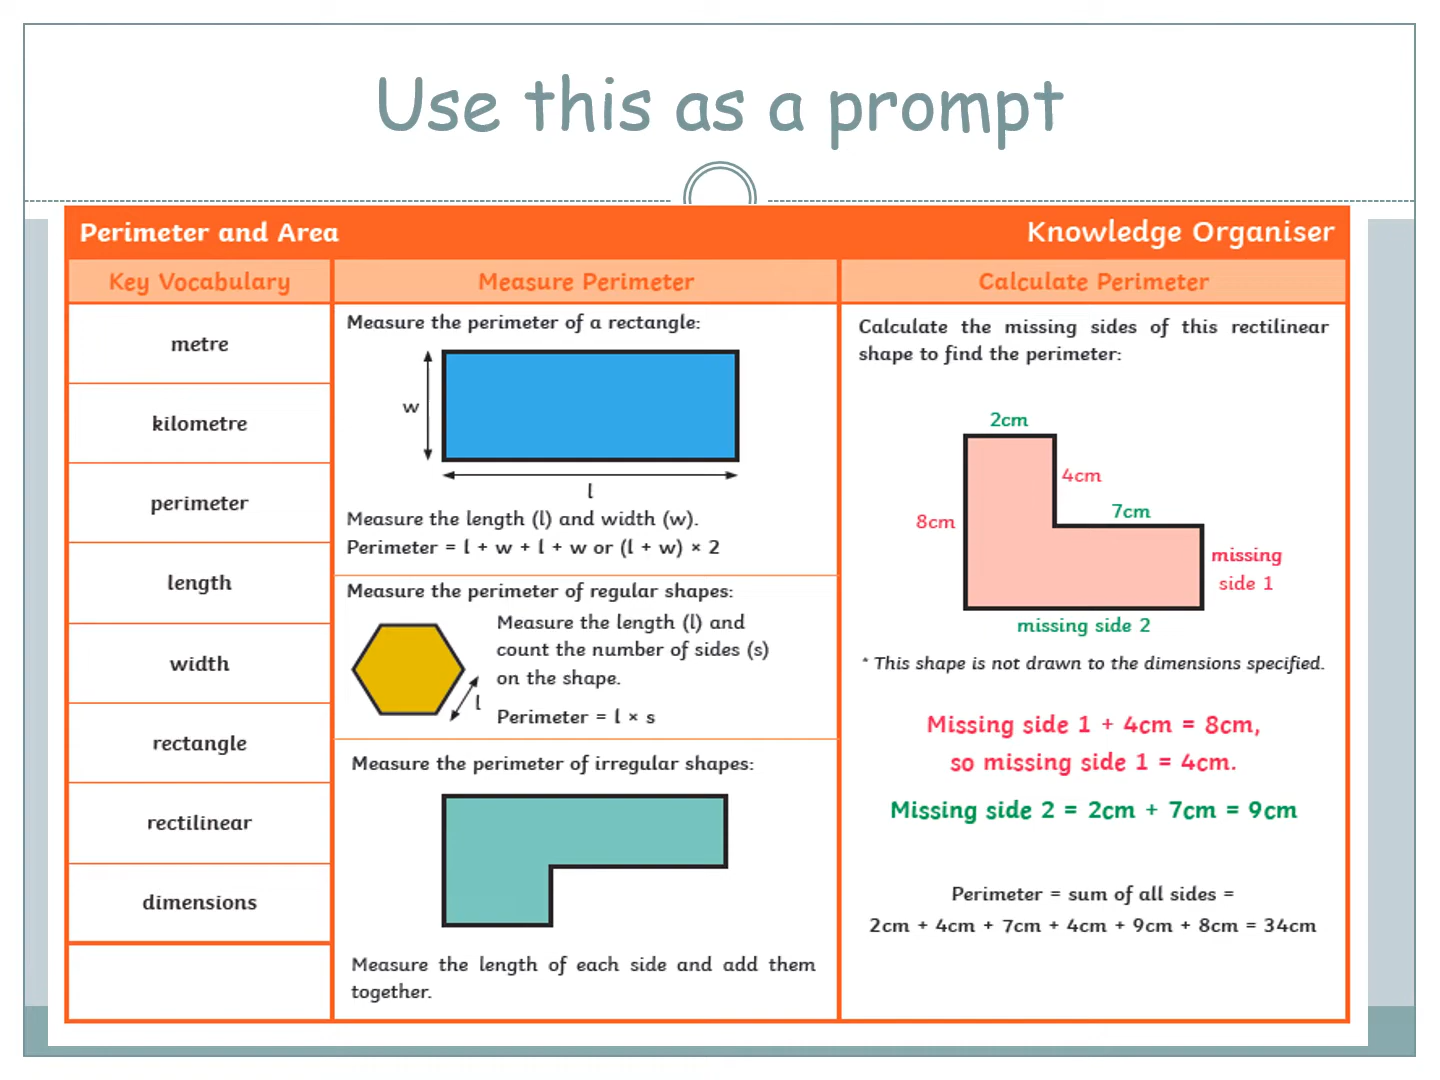 Use this as a prompt
Perimeter and Area
Knowledge Organiser
Key Vocabulary
metre
kilometre
perimeter
length
width
rectangle
rectilinear
dimensions
Measure Perimeter
Measure the perimeter of a rectangle:
w
l
Measure the length (l) and width (w).
Perimeter = l + w + l + w or (l + w) × 2
Measure the perimeter of regular shapes:
Measure the length (l) and
count the number of sides (s)
on the shape.
l
Perimeter = l × s
Measure the perimeter of irregular shapes:
Measure the length of each side and add them
together.
Calculate Perimeter
Calculate the missing sides of this rectilinear
shape to find the perimeter:
2cm
4cm
7cm
8cm
missing
side 1
missing side 2
* This shape is not drawn to the dimensions specified.
Missing side 1 + 4cm = 8cm,
so missing side 1 = 4cm.
Missing side 2 = 2cm + 7cm = 9cm
Perimeter = sum of all sides =
2cm + 4cm + 7cm + 4cm + 9cm + 8cm = 34cm